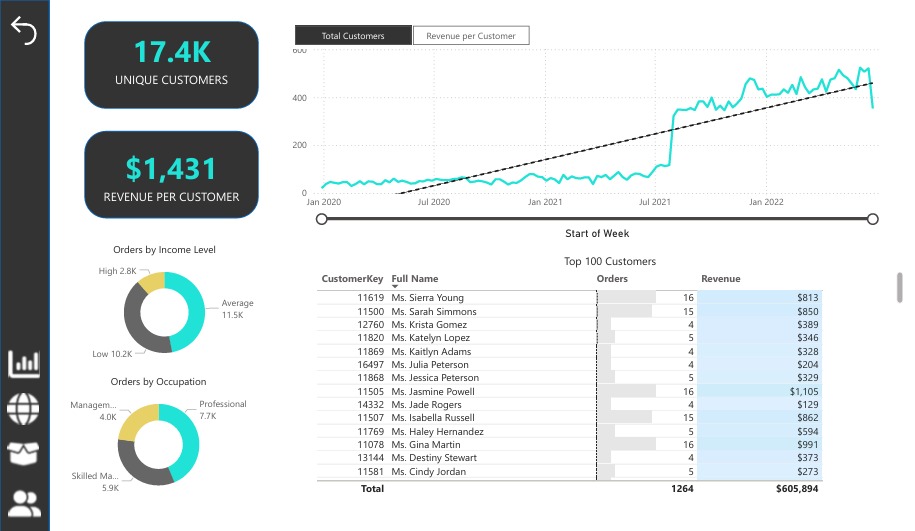 17.4K
UNIQUE CUSTOMERS
$1,431
REVENUE PER CUSTOMER
Total Customers Revenue per Customer
600
400
200
0
Jan 2020 Jul 2020 Jan 2021 Jul 2021 Jan 2022
Start of Week
Orders by Income Level
High 2.8K
Average
11.5K
Low 10.2K
Orders by Occupation
Managem...
4.0K
Professional
7.7K
Skilled Ma...
5.9K
Top 100 Customers
CustomerKey Full Name Orders Revenue
11619 Ms. Sierra Young 16 $813
11500 Ms. Sarah Simmons 15 $850
12760 Ms. Krista Gomez 4 $389
11820 Ms. Katelyn Lopez 5 $346
11869 Ms. Kaitlyn Adams 4 $328
16497 Ms. Julia Peterson 4 $204
11868 Ms. Jessica Peterson 5 $329
11505 Ms. Jasmine Powell 16 $1,105
14332 Ms. Jade Rogers 4 $129
11507 Ms. Isabella Russell 15 $862
11769 Ms. Haley Hernandez 5 $594
11078 Ms. Gina Martin 16 $991
13144 Ms. Destiny Stewart 4 $373
11581 Ms. Cindy Jordan 5 $273
Total 1264 $605,894